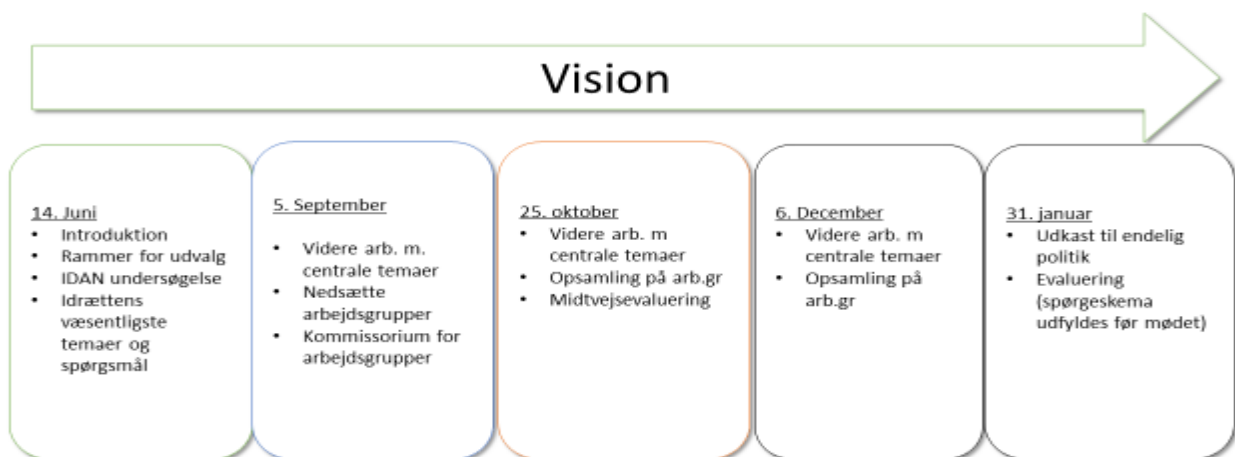 Vision
14. Juni
• Introduktion
• Rammer for udvalg
• IDAN undersøgelse
• Idrættens
væsentligste
temaer og
spørgsmål
5. September
• Videre arb. m.
centrale temaer
• Nedsætte
arbejdsgrupper
• Kommissorium for
arbejdsgrupper
25. oktober
• Videre arb. m
centrale temaer
• Opsamling på arb.gr
• Midtvejsevaluering
6. December
• Videre arb. m
centrale temaer
• Opsamling på
arb.gr
31. januar
• Udkast til endelig
politik
• Evaluering
(spørgeskema
udfyldes før mødet)